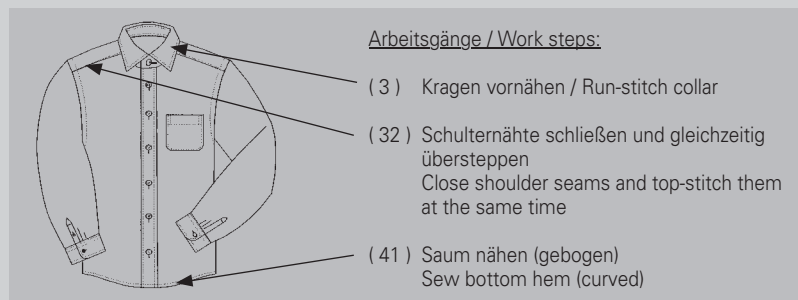 Arbeitsgänge / Work steps:
( 3 ) Kragen vornähen / Run-stitch collar
( 32 ) Schulternähte schließen und gleichzeitig
übersteppen
Close shoulder seams and top-stitch them
at the same time
( 41 ) Saum nähen (gebogen)
Sew bottom hem (curved)